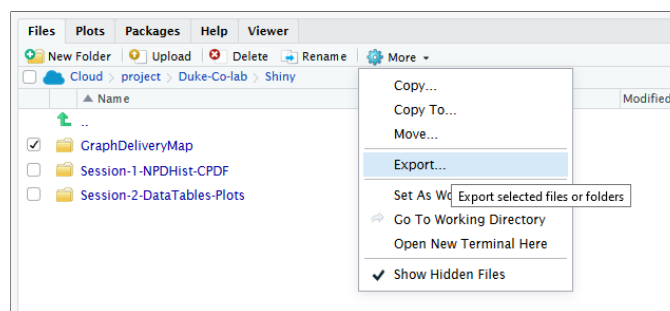 Files Plots Packages Help Viewer
New Folder Upload Delete Rename More
Cloud > project > Duke-Co-lab > Shiny
Name Modified
..
GraphDeliveryMap
Session-1-NPDHist-CPDF
Session-2-DataTables-Plots
Copy...
Copy To...
Move...
Export...
Set As Wo
Export selected files or folders
Go To Working Directory
Open New Terminal Here
Show Hidden Files